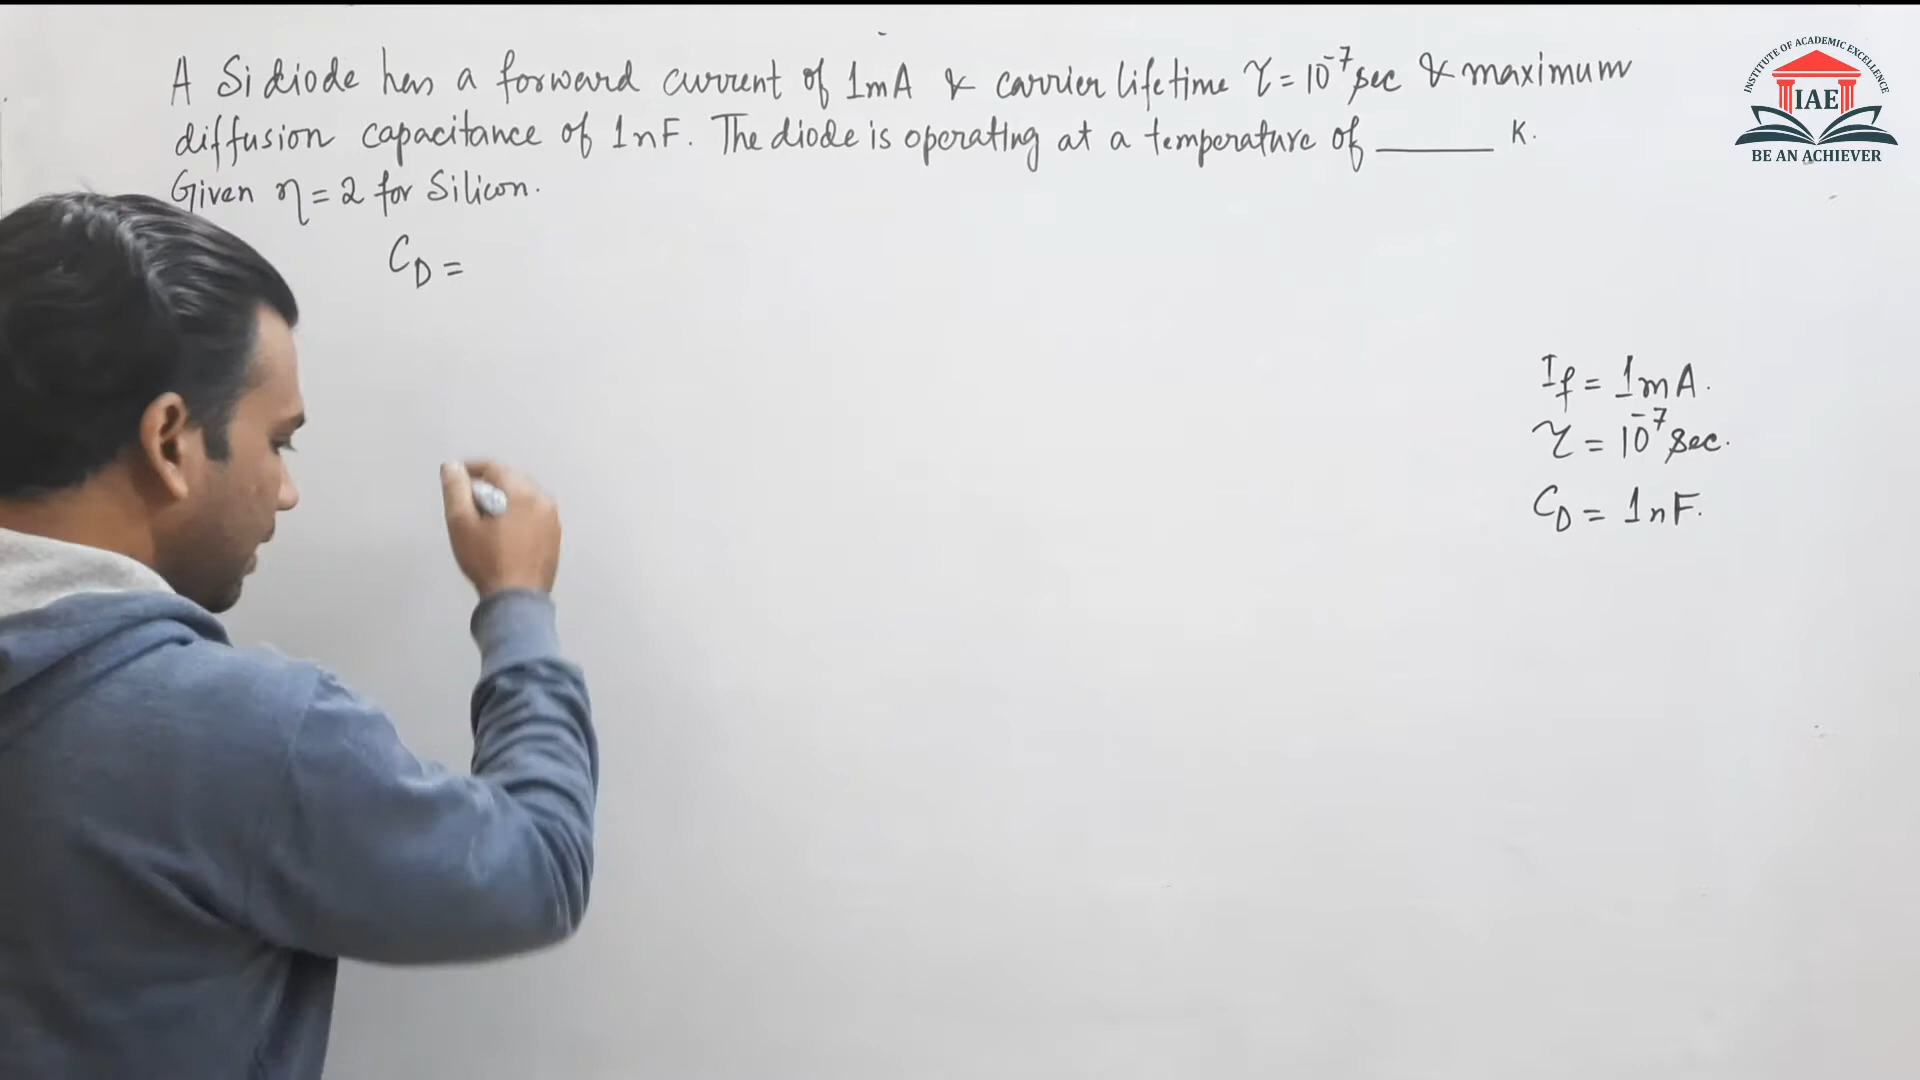 A Si diode has a forward current of 1mA & carrier lifetime τ = 10⁻⁷ sec & maximum
diffusion capacitance of 1nF. The diode is operating at a temperature of ______ K.
Given η = 2 for Silicon.
C_D =
I_f = 1mA.
τ = 10⁻⁷ sec.
C_D = 1nF.
INSTITUTE OF ACADEMIC EXCELLENCE
IAE
BE AN ACHIEVER